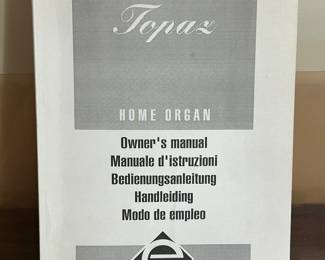 Topaz
HOME ORGAN
Owner's manual
Manuale d'istruzioni
Bedienungsanleitung
Handleiding
Modo de empleo
e